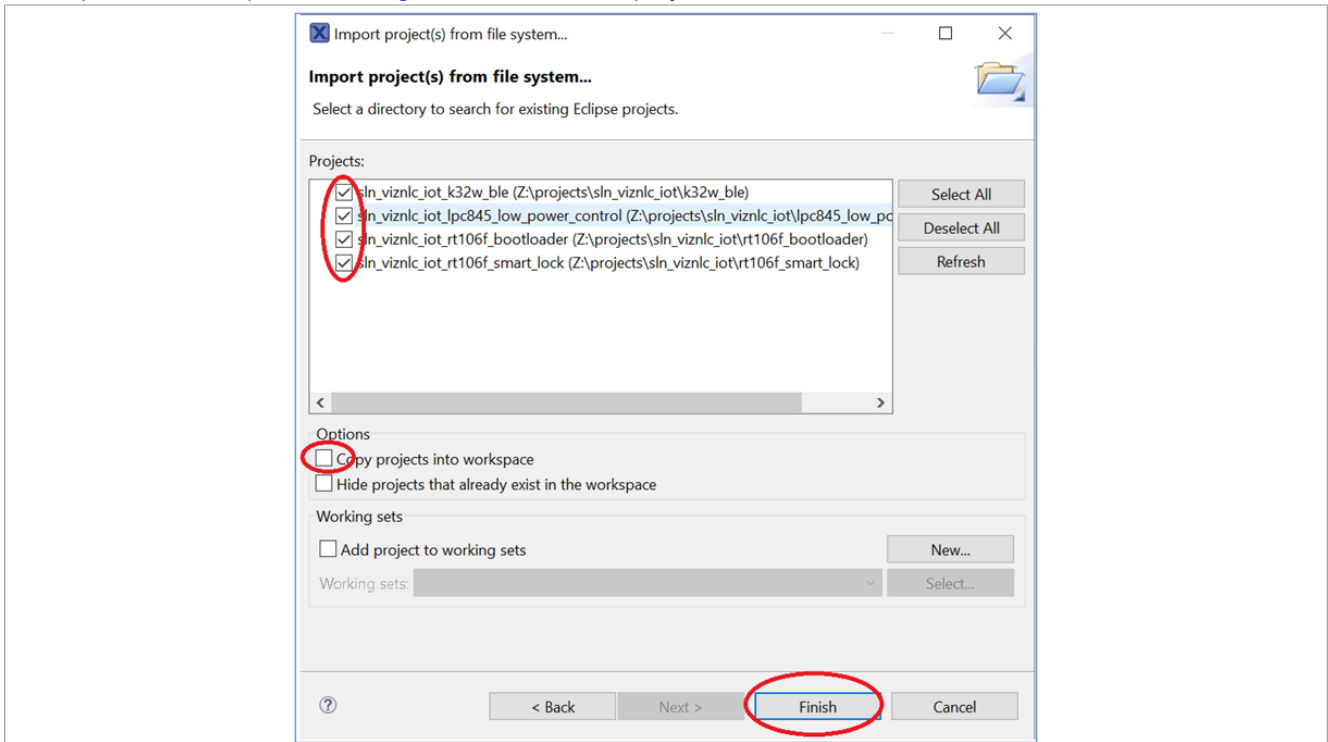 Import project(s) from file system...
Import project(s) from file system...
Select a directory to search for existing Eclipse projects.
Projects:
sln_viznlc_iot_k32w_ble (Z:\projects\sln_viznlc_iot\k32w_ble)
sln_viznlc_iot_lpc845_low_power_control (Z:\projects\sln_viznlc_iot\lpc845_low_pc
sln_viznlc_iot_rt106f_bootloader (Z:\projects\sln_viznlc_iot\rt106f_bootloader)
sln_viznlc_iot_rt106f_smart_lock (Z:\projects\sln_viznlc_iot\rt106f_smart_lock)
Select All
Deselect All
Refresh
Options
Copy projects into workspace
Hide projects that already exist in the workspace
Working sets
Add project to working sets
New...
Working sets:
Select...
< Back
Next >
Finish
Cancel